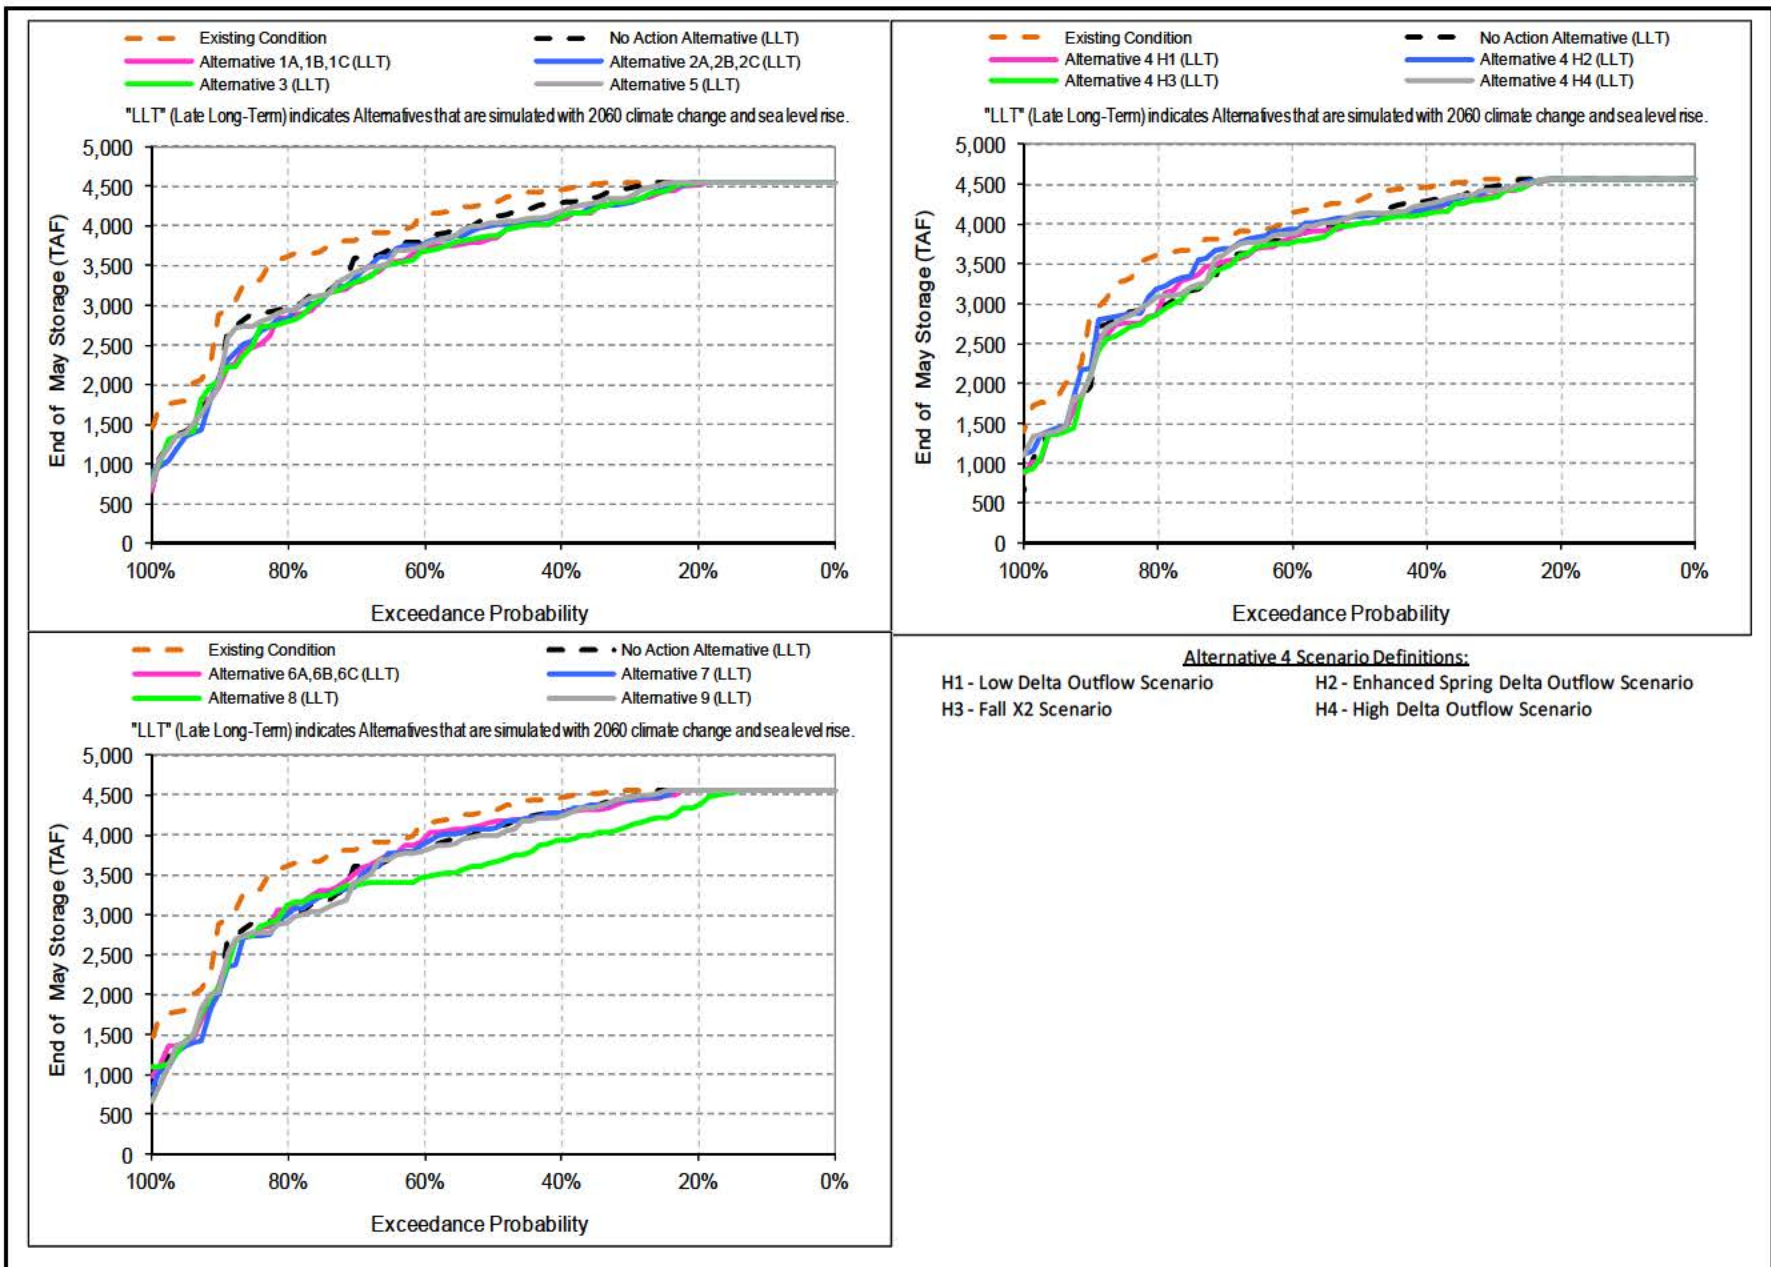 Existing Condition
No Action Alternative (LLT)
Alternative 1A,1B,1C (LLT)
Alternative 2A,2B,2C (LLT)
Alternative 3 (LLT)
Alternative 5 (LLT)
"LLT" (Late Long-Term) indicates Alternatives that are simulated with 2060 climate change and sea level rise.
End of May Storage (TAF)
5,000
4,500
4,000
3,500
3,000
2,500
2,000
1,500
1,000
500
0
100% 80% 60% 40% 20% 0%
Exceedance Probability
Existing Condition
No Action Alternative (LLT)
Alternative 4 H1 (LLT)
Alternative 4 H2 (LLT)
Alternative 4 H3 (LLT)
Alternative 4 H4 (LLT)
"LLT" (Late Long-Term) indicates Alternatives that are simulated with 2060 climate change and sea level rise.
End of May Storage (TAF)
5,000
4,500
4,000
3,500
3,000
2,500
2,000
1,500
1,000
500
0
100% 80% 60% 40% 20% 0%
Exceedance Probability
Existing Condition
No Action Alternative (LLT)
Alternative 6A,6B,6C (LLT)
Alternative 7 (LLT)
Alternative 8 (LLT)
Alternative 9 (LLT)
"LLT" (Late Long-Term) indicates Alternatives that are simulated with 2060 climate change and sea level rise.
End of May Storage (TAF)
5,000
4,500
4,000
3,500
3,000
2,500
2,000
1,500
1,000
500
0
100% 80% 60% 40% 20% 0%
Exceedance Probability
Alternative 4 Scenario Definitions:
H1 - Low Delta Outflow Scenario
H2 - Enhanced Spring Delta Outflow Scenario
H3 - Fall X2 Scenario
H4 - High Delta Outflow Scenario